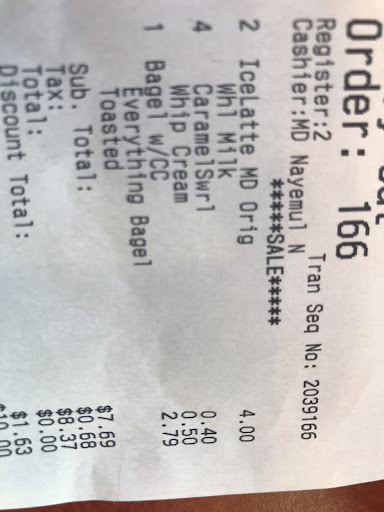 Order: 166
Register:2 Tran Seq No: 2039166
Cashier:MD Nayemul N
*****SALE*****
2 IceLatte MD Orig 4.00
Whl Milk
4 CaramelSwrl 0.40
Whip Cream 0.50
1 Bagel w/CC 2.79
Everything Bagel
Toasted
Sub. Total: $7.69
Tax: $0.68
Total: $8.37
Discount Total: $0.00
$1.63